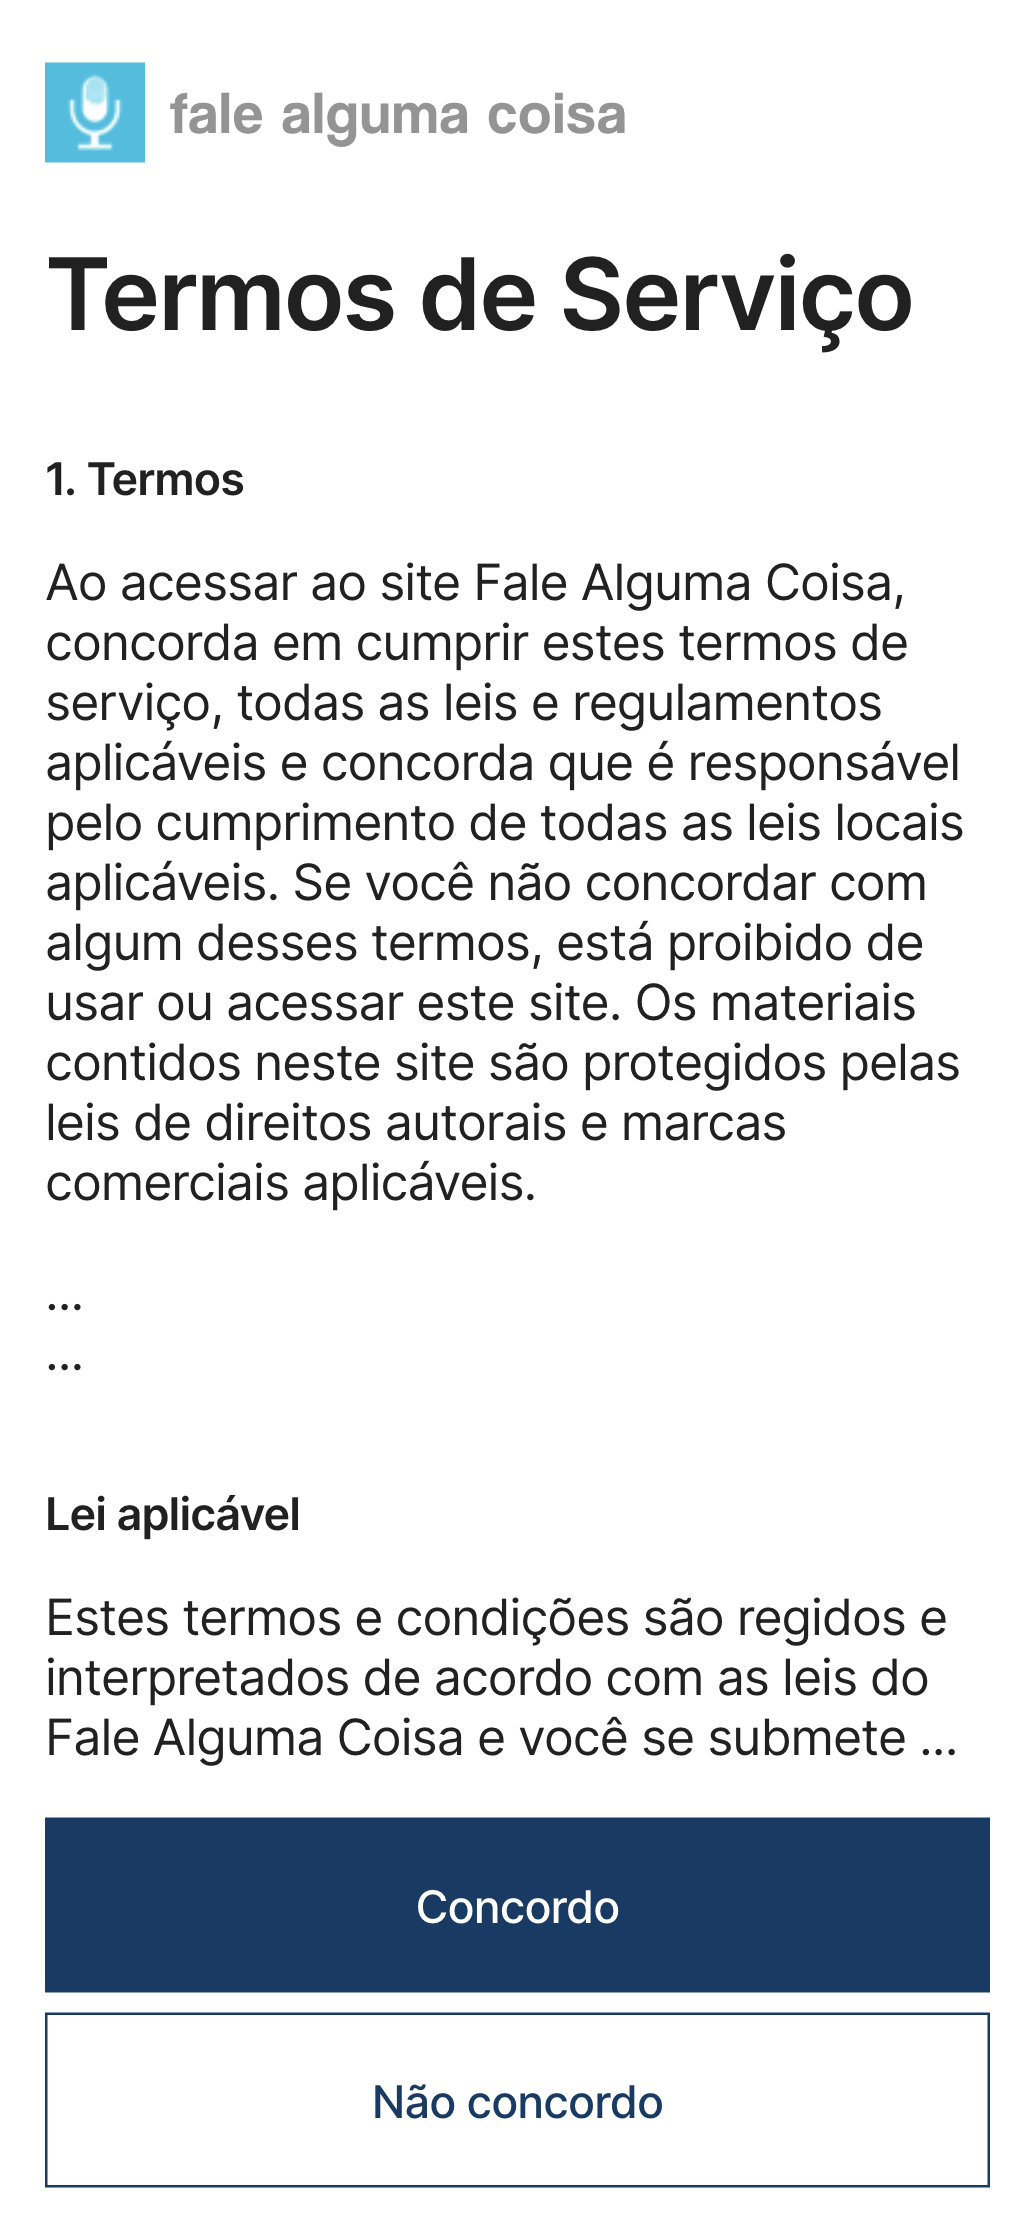 fale alguma coisa
Termos de Serviço
1. Termos
Ao acessar ao site Fale Alguma Coisa,
concorda em cumprir estes termos de
serviço, todas as leis e regulamentos
aplicáveis e concorda que é responsável
pelo cumprimento de todas as leis locais
aplicáveis. Se você não concordar com
algum desses termos, está proibido de
usar ou acessar este site. Os materiais
contidos neste site são protegidos pelas
leis de direitos autorais e marcas
comerciais aplicáveis.
...
...
Lei aplicável
Estes termos e condições são regidos e
interpretados de acordo com as leis do
Fale Alguma Coisa e você se submete ...
Concordo
Não concordo